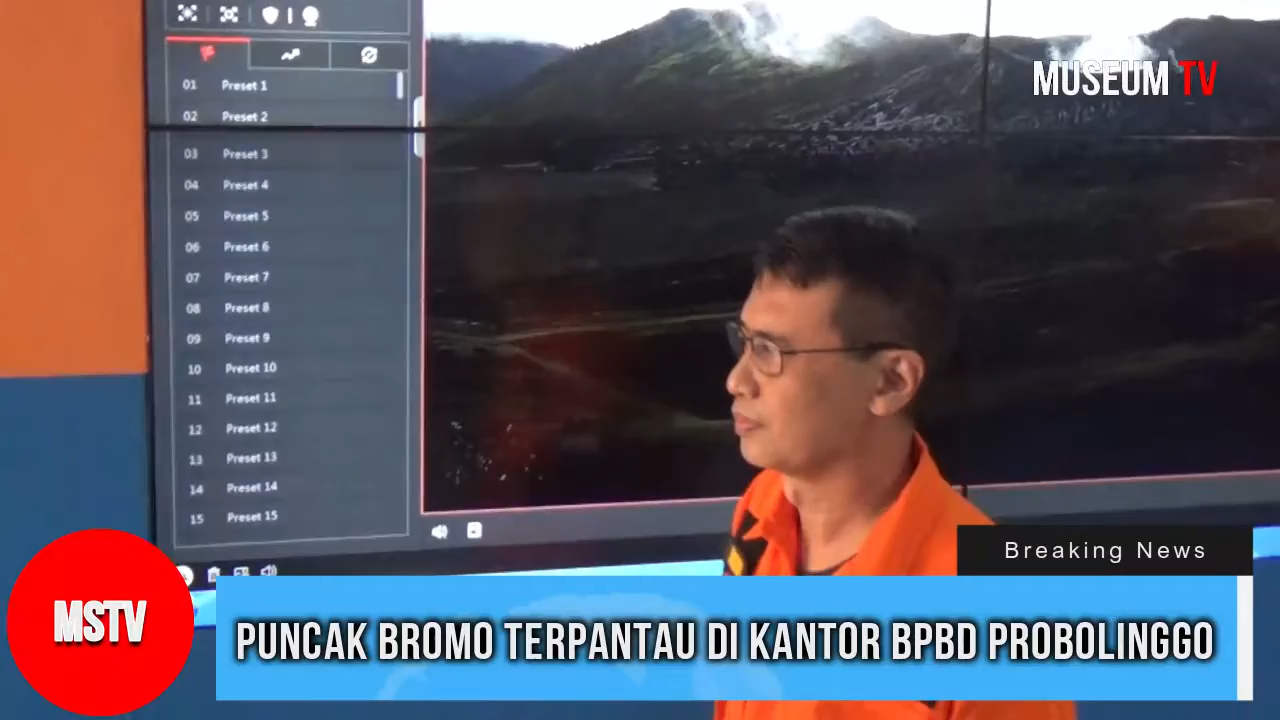 MUSEUM TV
01 Preset 1
02 Preset 2
03 Preset 3
04 Preset 4
05 Preset 5
06 Preset 6
07 Preset 7
08 Preset 8
09 Preset 9
10 Preset 10
11 Preset 11
12 Preset 12
13 Preset 13
14 Preset 14
15 Preset 15
Breaking News
MSTV
PUNCAK BROMO TERPANTAU DI KANTOR BPBD PROBOLINGGO